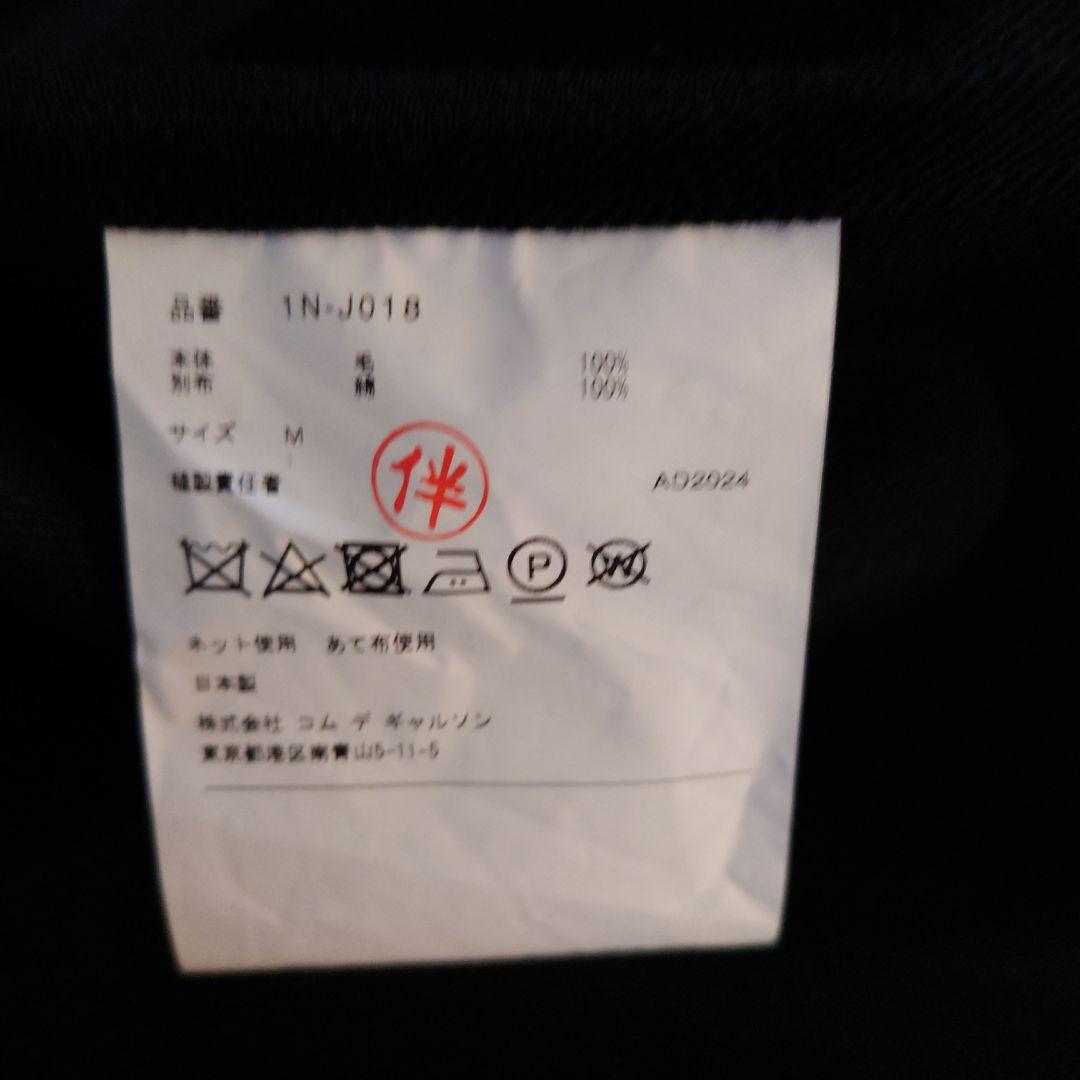 品番 1N-J018
本体 毛 100%
別布 綿 100%
サイズ M
縫製責任者 伴 AD2024
P W
ネット使用 あて布使用
日本製
株式会社 コム デ ギャルソン
東京都港区南青山5-11-5